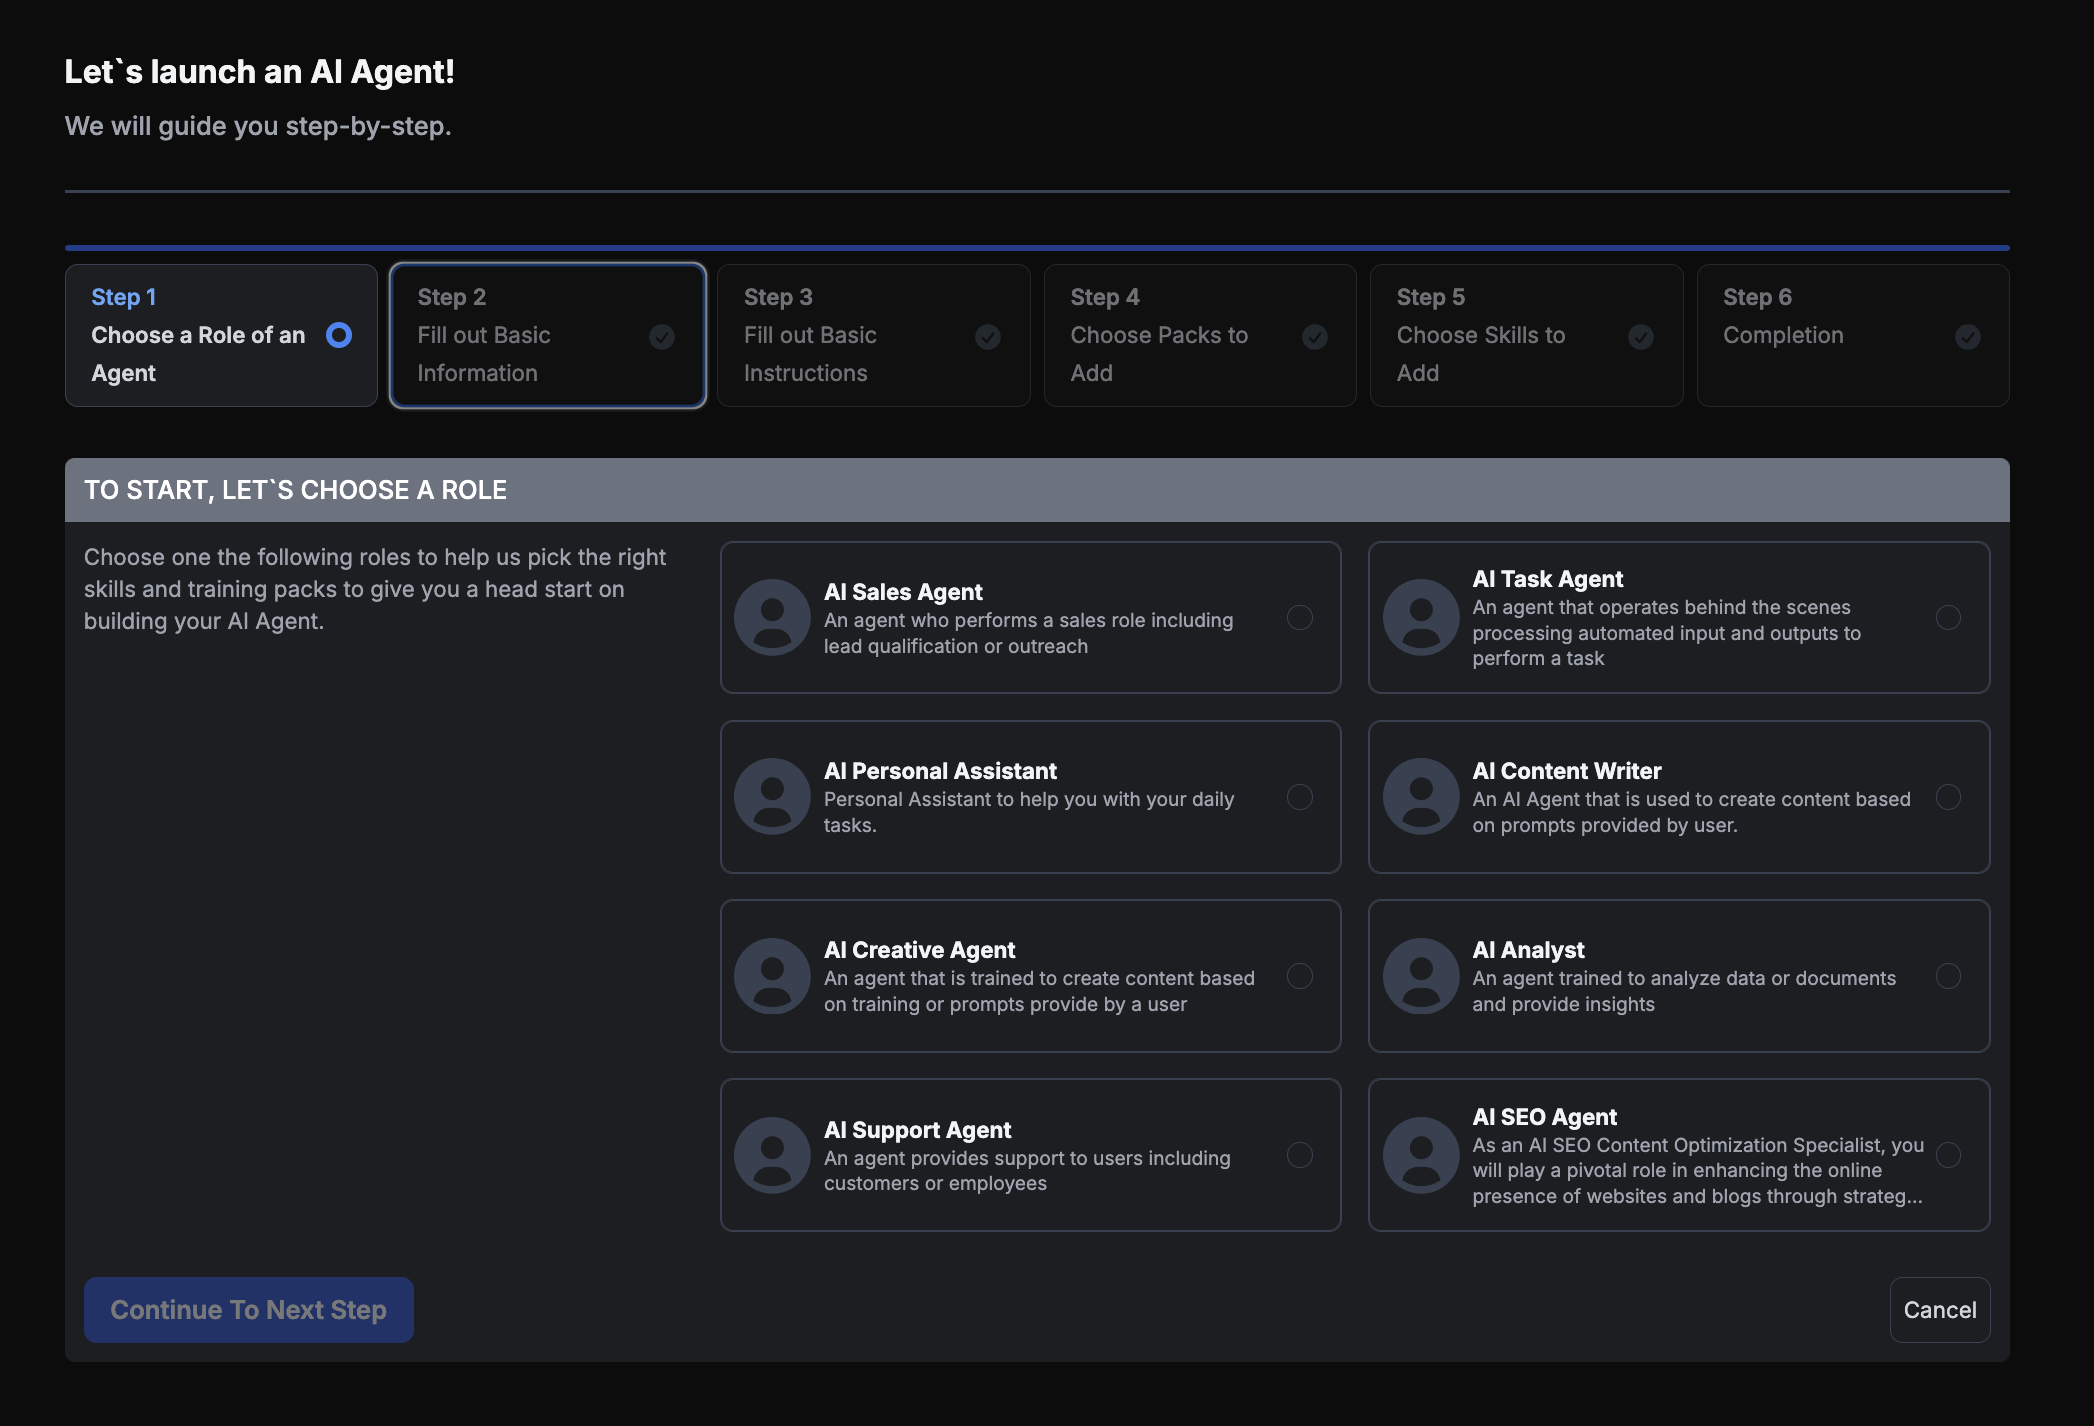 Let`s launch an AI Agent!
We will guide you step-by-step.
Step 1
Choose a Role of an
Agent
Step 2
Fill out Basic
Information
Step 3
Fill out Basic
Instructions
Step 4
Choose Packs to
Add
Step 5
Choose Skills to
Add
Step 6
Completion
TO START, LET`S CHOOSE A ROLE
Choose one the following roles to help us pick the right
skills and training packs to give you a head start on
building your AI Agent.
AI Sales Agent
An agent who performs a sales role including
lead qualification or outreach
AI Task Agent
An agent that operates behind the scenes
processing automated input and outputs to
perform a task
AI Personal Assistant
Personal Assistant to help you with your daily
tasks.
AI Content Writer
An AI Agent that is used to create content based
on prompts provided by user.
AI Creative Agent
An agent that is trained to create content based
on training or prompts provide by a user
AI Analyst
An agent trained to analyze data or documents
and provide insights
AI Support Agent
An agent provides support to users including
customers or employees
AI SEO Agent
As an AI SEO Content Optimization Specialist, you
will play a pivotal role in enhancing the online
presence of websites and blogs through strateg...
Continue To Next Step
Cancel